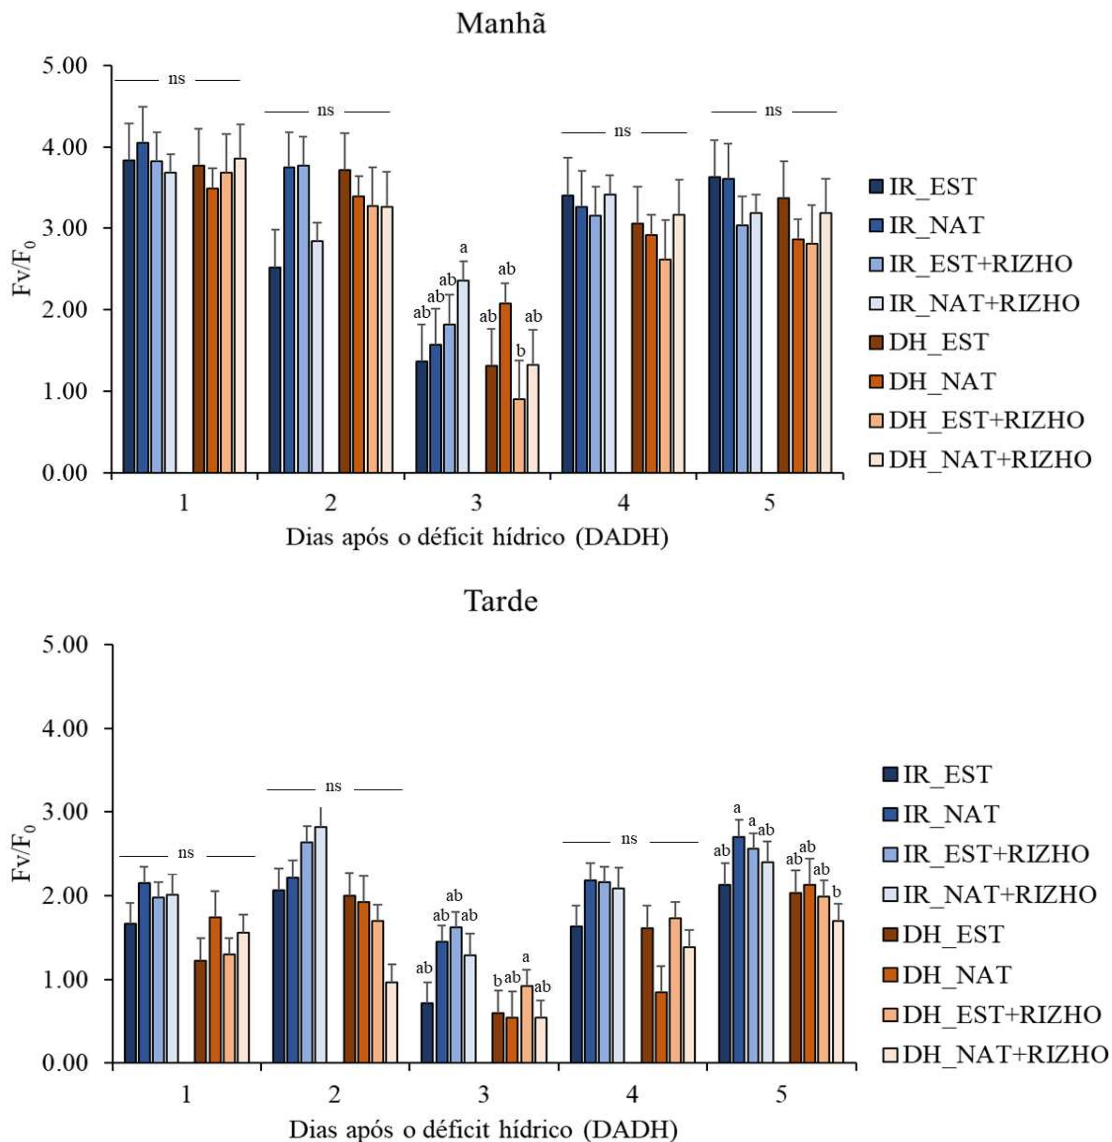 Manhã
5.00
4.00
3.00
2.00
1.00
0.00
Fv/F₀
ns
ns
ab
ab
ab
a
ab
ab
b
ab
ns
ns
1 2 3 4 5
Dias após o déficit hídrico (DADH)
IR_EST
IR_NAT
IR_EST+RIZHO
IR_NAT+RIZHO
DH_EST
DH_NAT
DH_EST+RIZHO
DH_NAT+RIZHO
Tarde
5.00
4.00
3.00
2.00
1.00
0.00
Fv/F₀
ns
ns
ab
ab
ab
ab
b
ab
a
ab
ns
ab
a
a
ab
ab
ab
ab
b
1 2 3 4 5
Dias após o déficit hídrico (DADH)
IR_EST
IR_NAT
IR_EST+RIZHO
IR_NAT+RIZHO
DH_EST
DH_NAT
DH_EST+RIZHO
DH_NAT+RIZHO